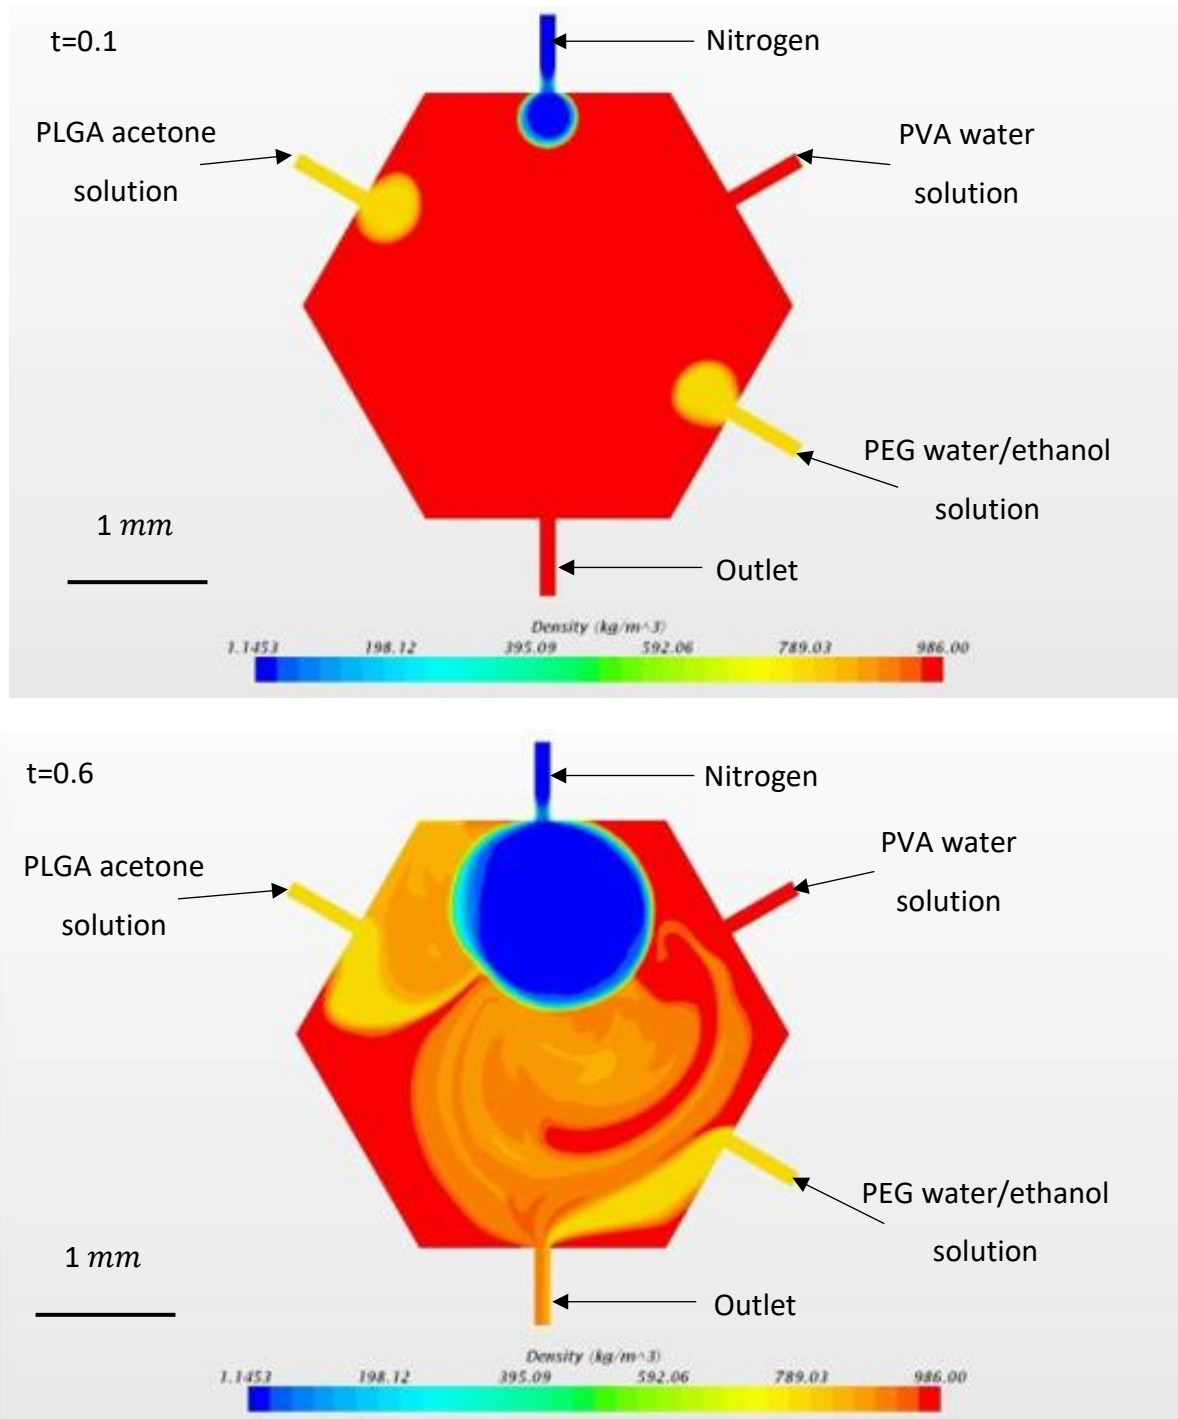 t=0.1
Nitrogen
PLGA acetone
solution
PVA water
solution
PEG water/ethanol
solution
1 mm
Outlet
Density (kg/m^3)
1.1453 198.12 395.09 592.06 789.03 986.00
t=0.6
Nitrogen
PLGA acetone
solution
PVA water
solution
PEG water/ethanol
solution
1 mm
Outlet
Density (kg/m^3)
1.1453 198.12 395.09 592.06 789.03 986.00